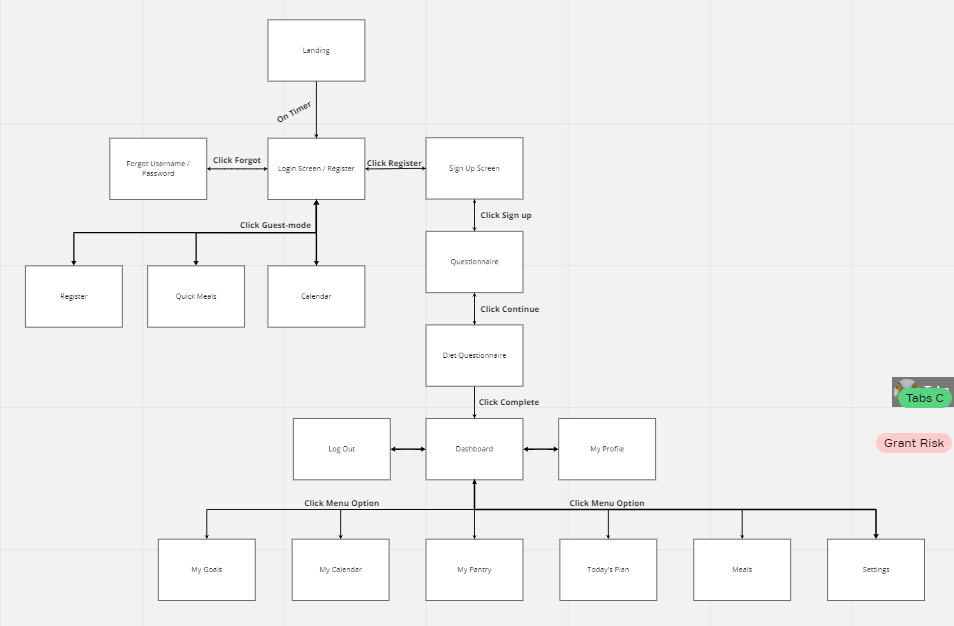 Landing
On Timer
Forgot Username /
Password
Click Forgot
Login Screen / Register
Click Register
Sign Up Screen
Click Guest-mode
Click Sign up
Register
Quick Meals
Calendar
Questionnaire
Click Continue
Diet Questionnaire
Click Complete
Tabs C
Log Out
Dashboard
My Profile
Grant Risk
Click Menu Option
Click Menu Option
My Goals
My Calendar
My Pantry
Today's Plan
Meals
Settings